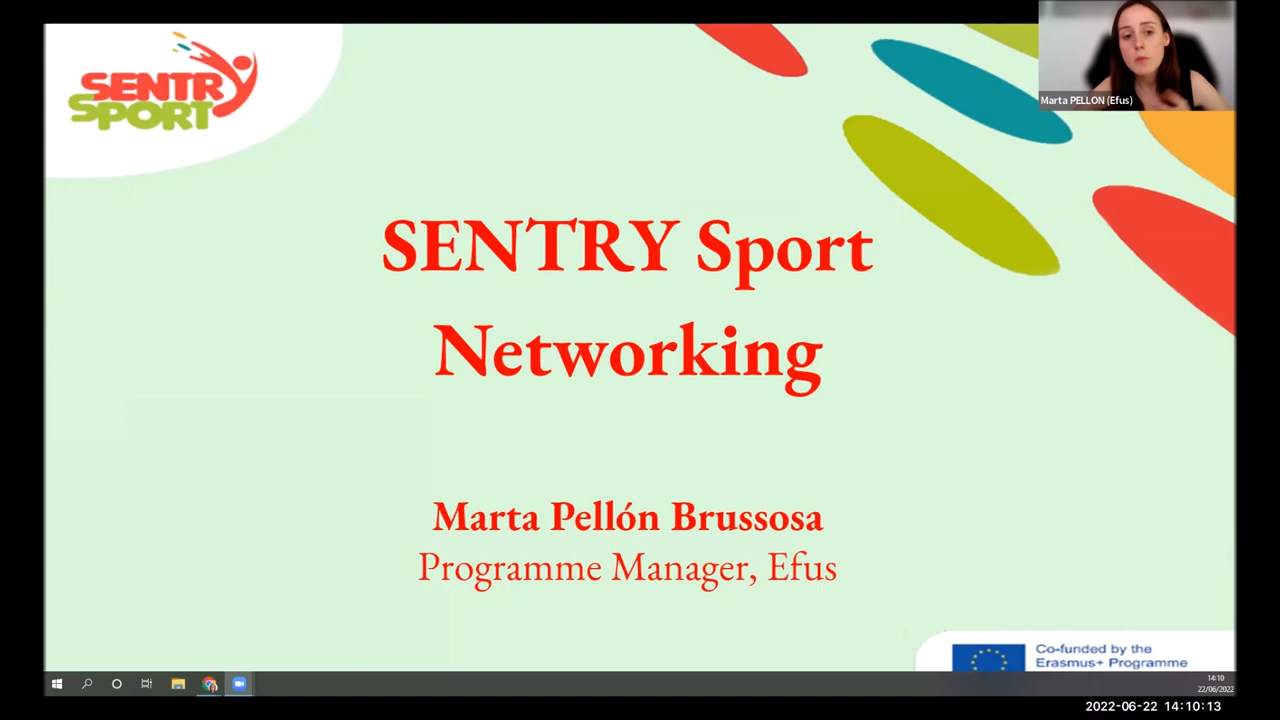 SENTRY
SPORT
Marta PELLON (Efus)
SENTRY Sport
Networking
Marta Pellón Brussosa
Programme Manager, Efus
Co-funded by the
Erasmus+ Programme
14:10
22/06/2022
2022-06-22 14:10:13